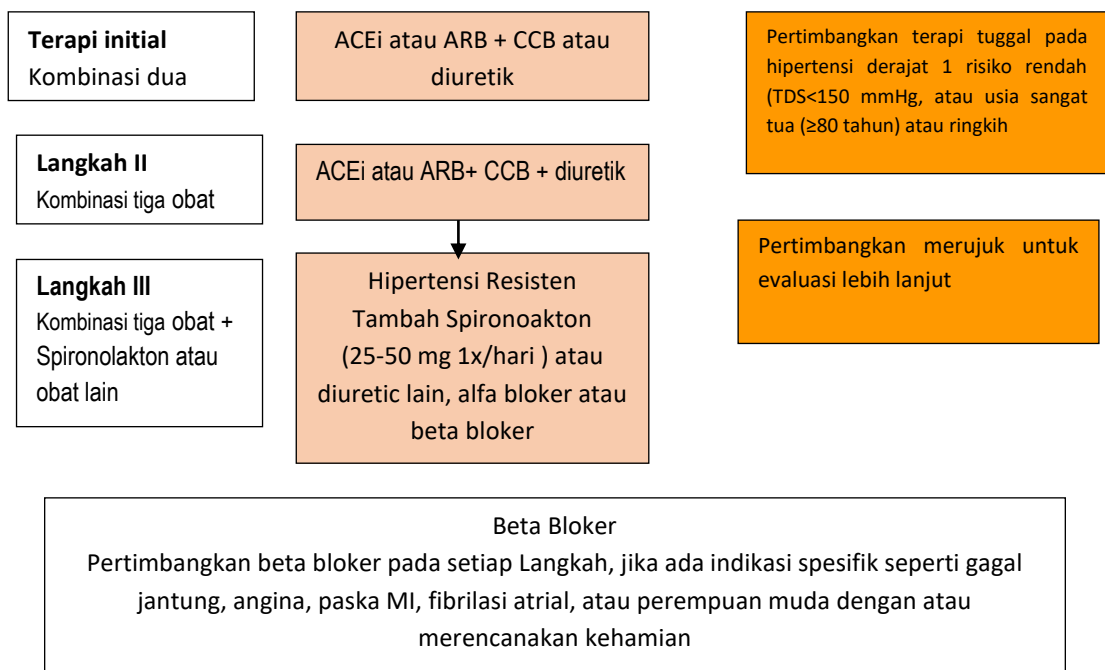 Terapi initial
Kombinasi dua
ACEi atau ARB + CCB atau
diuretik
Pertimbangkan terapi tuggal pada
hipertensi derajat 1 risiko rendah
(TDS<150 mmHg, atau usia sangat
tua (≥80 tahun) atau ringkih
Langkah II
Kombinasi tiga obat
ACEi atau ARB+ CCB + diuretik
Pertimbangkan merujuk untuk
evaluasi lebih lanjut
Langkah III
Kombinasi tiga obat +
Spironolakton atau
obat lain
Hipertensi Resisten
Tambah Spironoakton
(25-50 mg 1x/hari ) atau
diuretic lain, alfa bloker atau
beta bloker
Beta Bloker
Pertimbangkan beta bloker pada setiap Langkah, jika ada indikasi spesifik seperti gagal
jantung, angina, paska MI, fibrilasi atrial, atau perempuan muda dengan atau
merencanakan kehamian